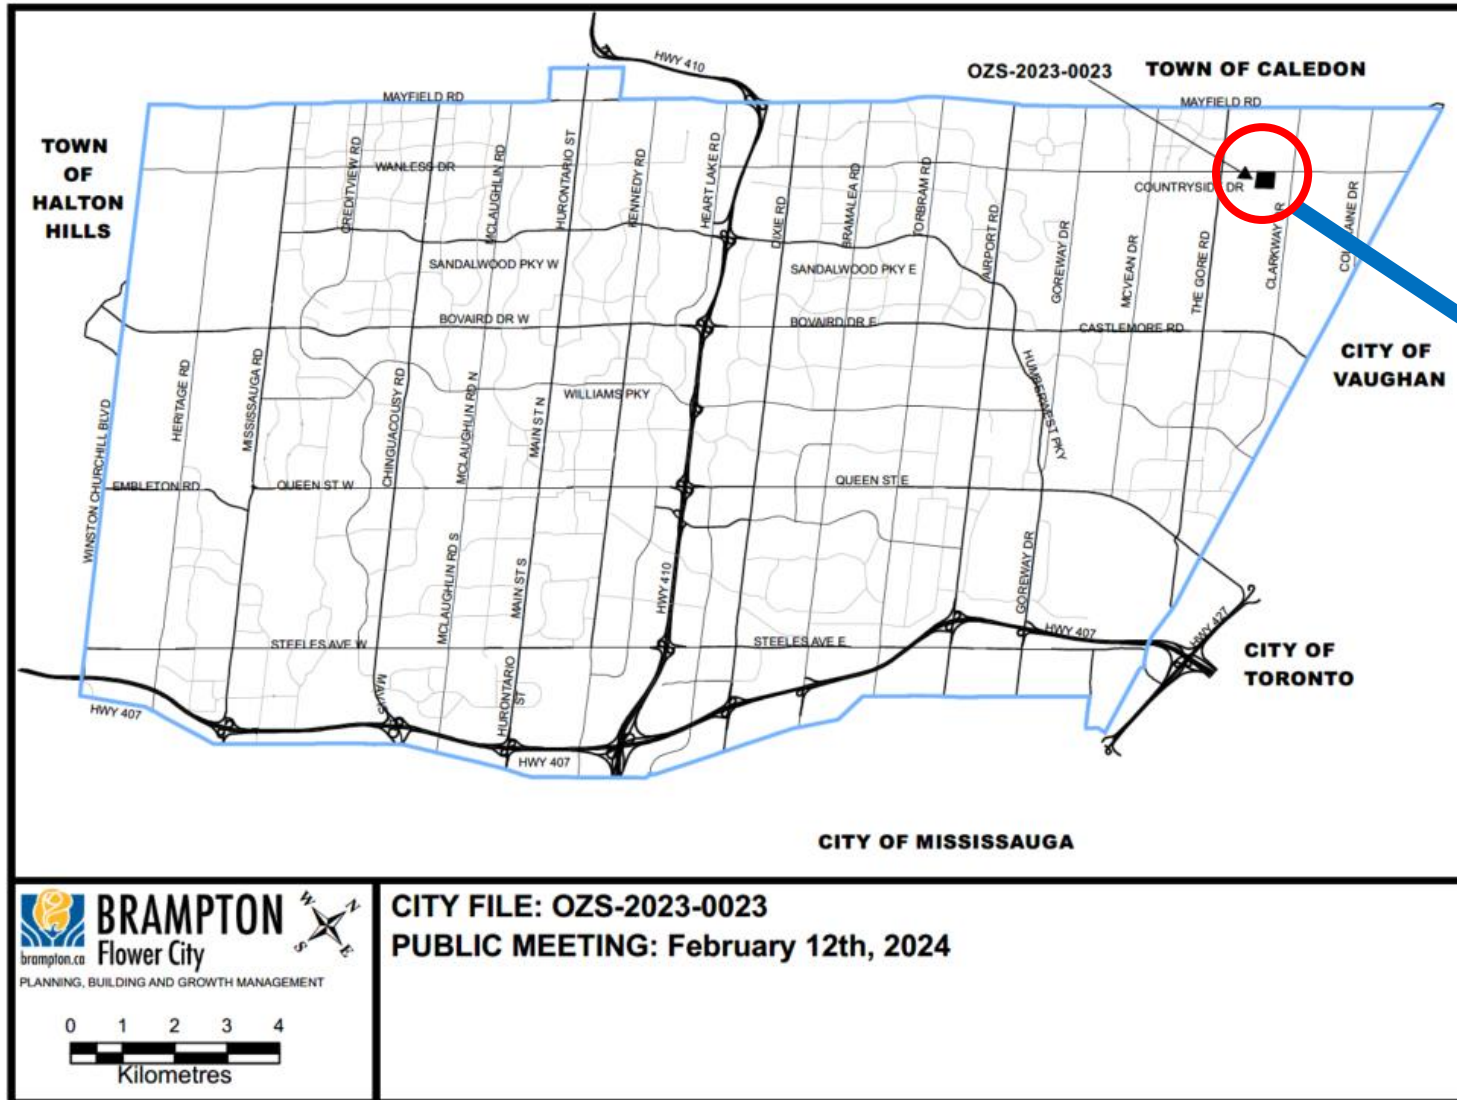 HWY 410
OZS-2023-0023
TOWN OF CALEDON
MAYFIELD RD
MAYFIELD RD
TOWN
OF
HALTON
HILLS
CREDITVIEW RD
WANLESS DR
MCLAUGHLIN RD
HURONTARIO ST
KENNEDY RD
HEART LAKE RD
DIXIE RD
BRAMALEA RD
TORBRAM RD
AIRPORT RD
GOREWAY DR
MCVEAN DR
THE GORE RD
COUNTRYSIDE DR
CLARKWAY DR
COLERAINE DR
SANDALWOOD PKY W
SANDALWOOD PKY E
BOVAIRD DR W
BOVAIRD DR E
CASTLEMORE RD
CITY OF
VAUGHAN
HERITAGE RD
MISSISSAUGA RD
CHINGUACOUSY RD
MCLAUGHLIN RD N
MAIN ST N
WILLIAMS PKY
HUMBERWEST PKY
WINSTON CHURCHILL BLVD
EMBLETON RD
QUEEN ST W
QUEEN ST E
MCLAUGHLIN RD S
MAIN ST S
HWY 410
GOREWAY DR
STEELES AVE W
STEELES AVE E
HWY 407
HWY 427
CITY OF
TORONTO
MAVIS
HURONTARIO
ST
HWY 407
HWY 407
CITY OF MISSISSAUGA
BRAMPTON
Flower City
brampton.ca
PLANNING, BUILDING AND GROWTH MANAGEMENT
W N
S E
0 1 2 3 4
Kilometres
CITY FILE: OZS-2023-0023
PUBLIC MEETING: February 12th, 2024